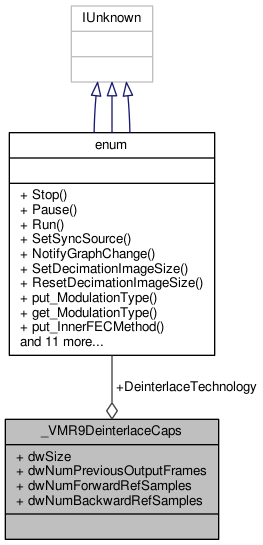 IUnknown
enum
+ Stop()
+ Pause()
+ Run()
+ SetSyncSource()
+ NotifyGraphChange()
+ SetDecimationImageSize()
+ ResetDecimationImageSize()
+ put_ModulationType()
+ get_ModulationType()
+ put_InnerFECMethod()
and 11 more...
+DeinterlaceTechnology
_VMR9DeinterlaceCaps
+ dwSize
+ dwNumPreviousOutputFrames
+ dwNumForwardRefSamples
+ dwNumBackwardRefSamples